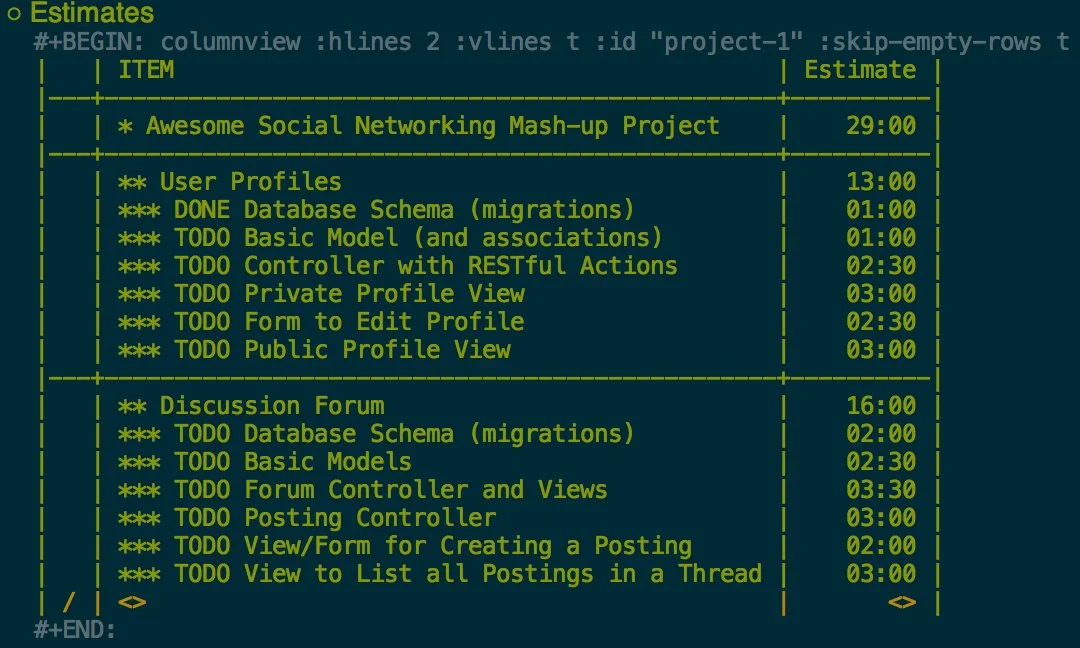 ○ Estimates
#+BEGIN: columnview :hlines 2 :vlines t :id "project-1" :skip-empty-rows t
|   | ITEM                                           | Estimate |
|---+------------------------------------------------+----------|
|   | * Awesome Social Networking Mash-up Project    |    29:00 |
|---+------------------------------------------------+----------|
|   | ** User Profiles                               |    13:00 |
|   | *** DONE Database Schema (migrations)          |    01:00 |
|   | *** TODO Basic Model (and associations)        |    01:00 |
|   | *** TODO Controller with RESTful Actions       |    02:30 |
|   | *** TODO Private Profile View                  |    03:00 |
|   | *** TODO Form to Edit Profile                  |    02:30 |
|   | *** TODO Public Profile View                   |    03:00 |
|---+------------------------------------------------+----------|
|   | ** Discussion Forum                            |    16:00 |
|   | *** TODO Database Schema (migrations)          |    02:00 |
|   | *** TODO Basic Models                          |    02:30 |
|   | *** TODO Forum Controller and Views            |    03:30 |
|   | *** TODO Posting Controller                    |    03:00 |
|   | *** TODO View/Form for Creating a Posting      |    02:00 |
|   | *** TODO View to List all Postings in a Thread |    03:00 |
| / | <>                                             |       <> |
#+END: